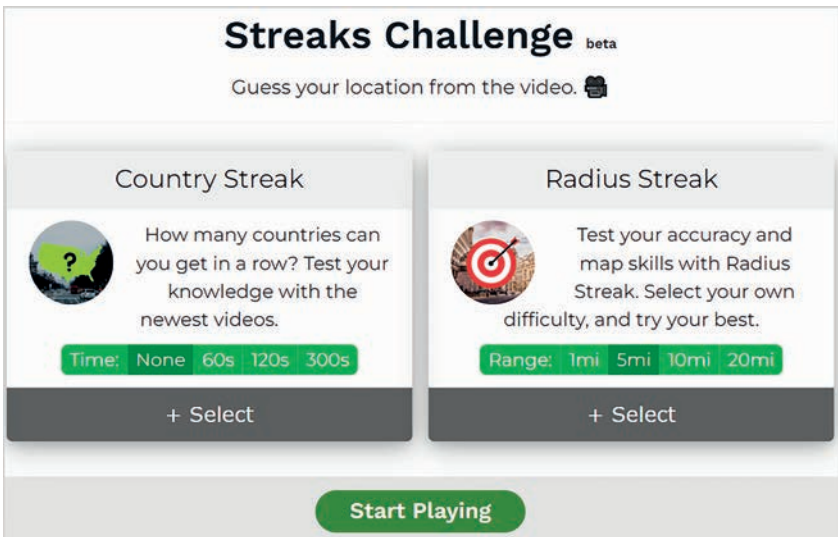 Streaks Challenge beta
Guess your location from the video.
Country Streak
?
How many countries can
you get in a row? Test your
knowledge with the
newest videos.
Time: None 60s 120s 300s
+ Select
Radius Streak
Test your accuracy and
map skills with Radius
Streak. Select your own
difficulty, and try your best.
Range: 1mi 5mi 10mi 20mi
+ Select
Start Playing